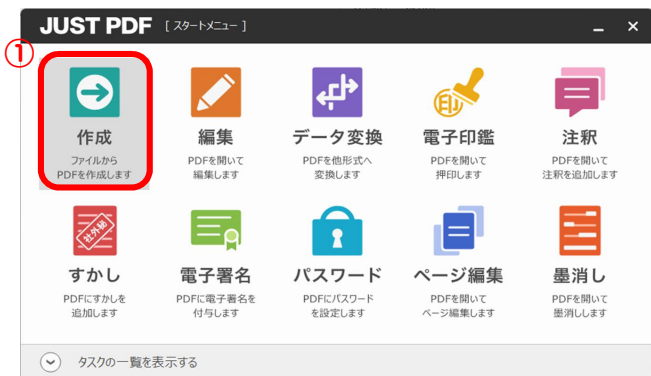 JUST PDF [ スタートメニュー ]
①
作成
ファイルから
PDFを作成します
編集
PDFを開いて
編集します
データ変換
PDFを他形式へ
変換します
印
電子印鑑
PDFを開いて
押印します
注釈
PDFを開いて
注釈を追加します
社外秘
すかし
PDFにすかしを
追加します
電子署名
PDFに電子署名を
付与します
パスワード
PDFにパスワード
を設定します
ページ編集
PDFを開いて
ページ編集します
墨消し
PDFを開いて
墨消しします
タスクの一覧を表示する